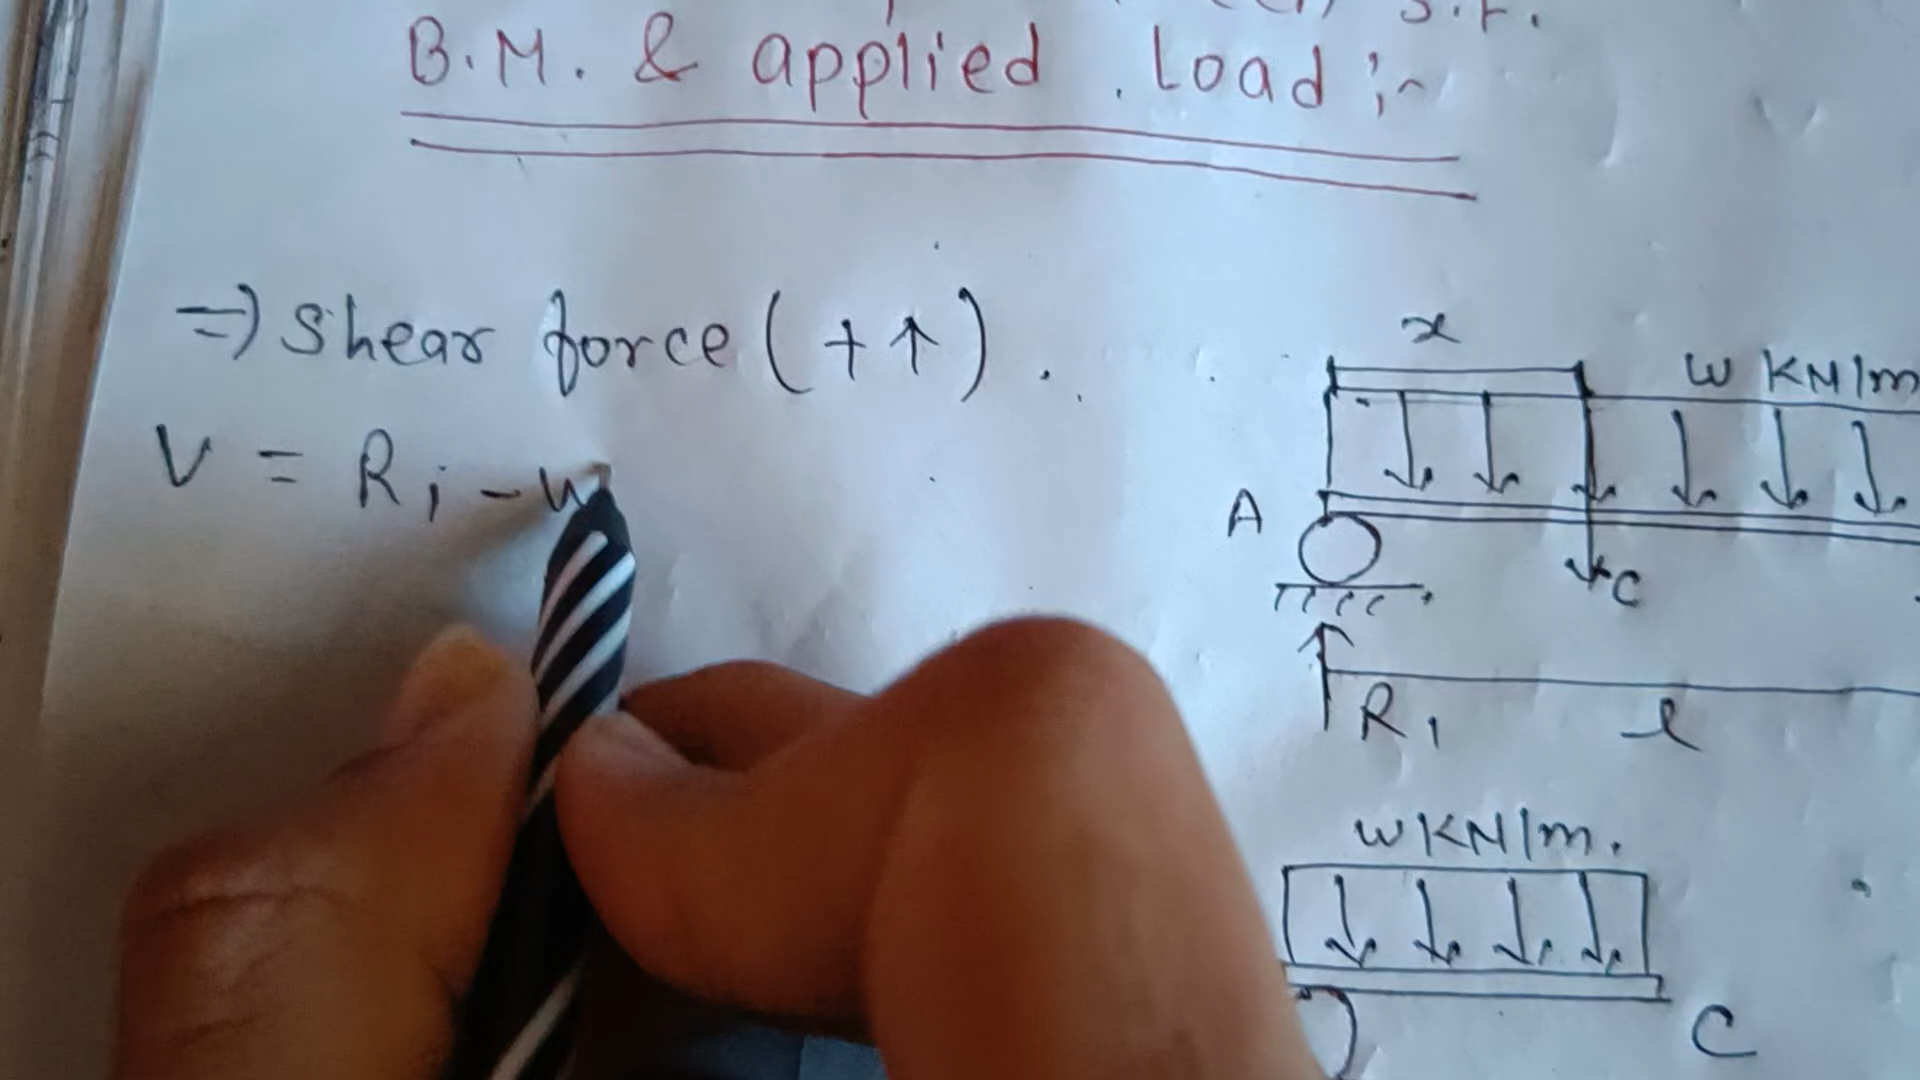 S.F.
B.M. & applied load :-
=> Shear force (+↑).
V = R1 - w
x
w KN/m
A
C
R1
l
w KN/m.
C